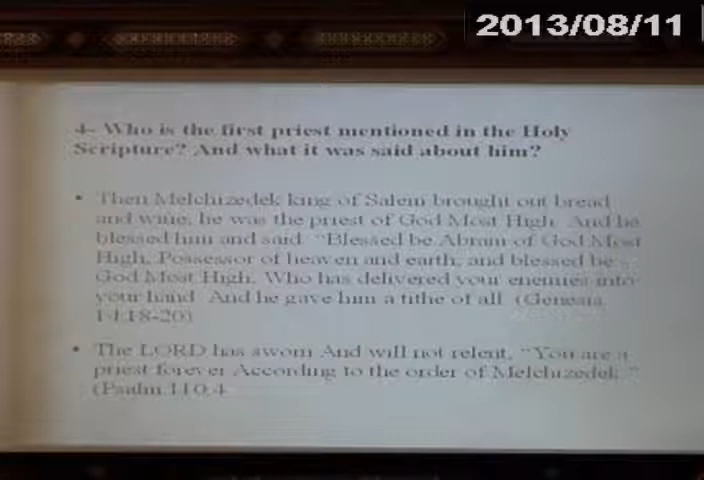 2013/08/11
4- Who is the first priest mentioned in the Holy
Scripture? And what it was said about him?
• Then Melchizedek king of Salem brought out bread
and wine; he was the priest of God Most High. And he
blessed him and said: "Blessed be Abram of God Most
High, Possessor of heaven and earth; and blessed be
God Most High, Who has delivered your enemies into
your hand. And he gave him a tithe of all. (Genesis
14:18-20)
• The LORD has sworn And will not relent, "You are a
priest forever According to the order of Melchizedek."
(Psalm 110:4